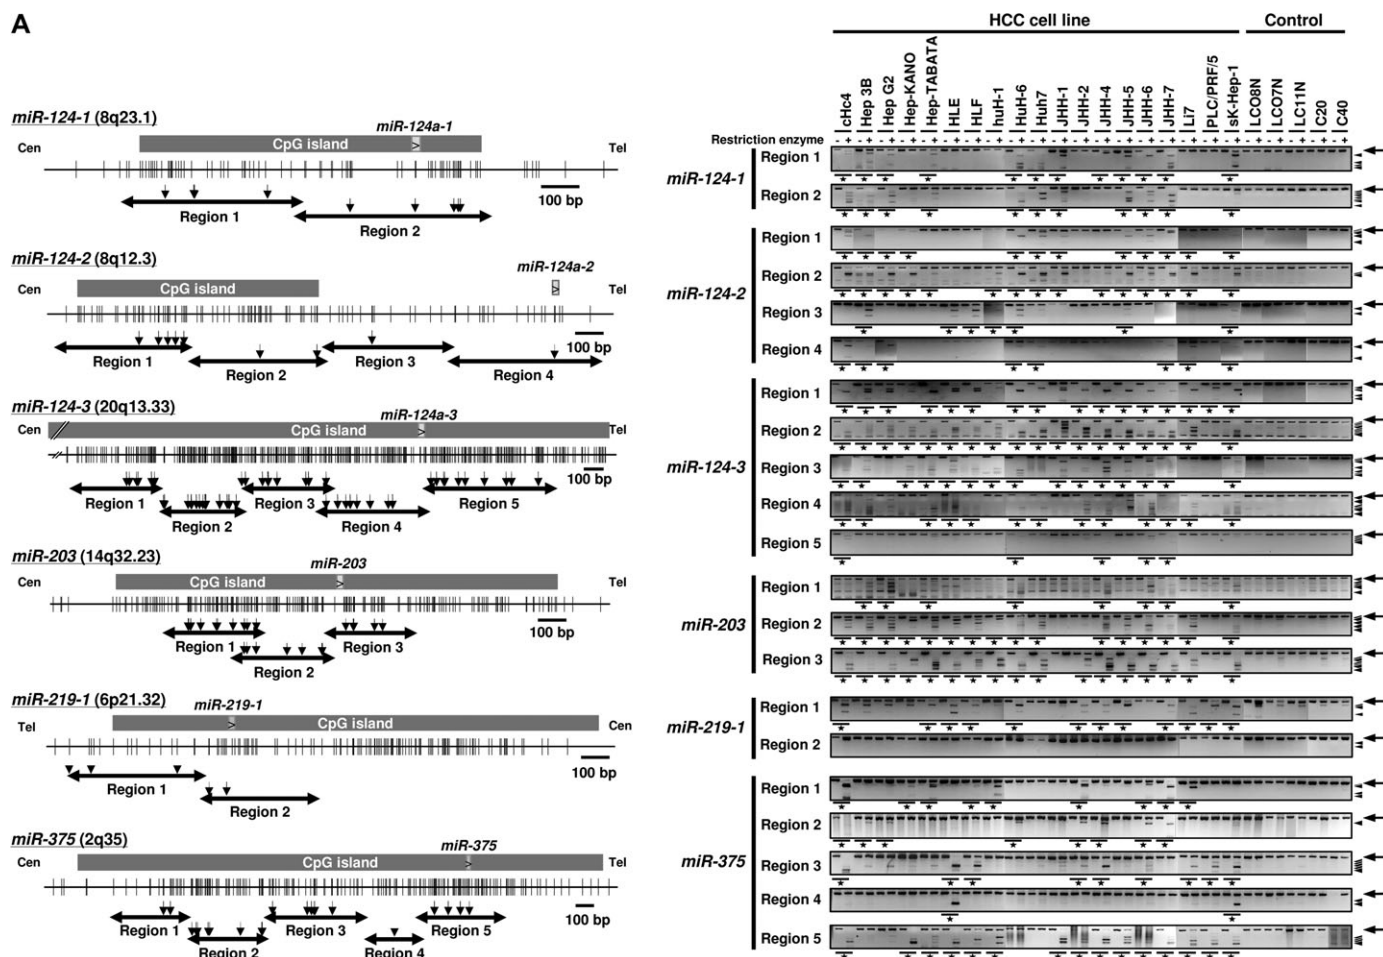 A
miR-124-1 (8q23.1)
miR-124a-1
Cen CpG island > Tel
100 bp
Region 1
Region 2
miR-124-2 (8q12.3)
miR-124a-2
Cen CpG island > Tel
100 bp
Region 1 Region 2 Region 3 Region 4
miR-124-3 (20q13.33)
miR-124a-3
Cen CpG island > Tel
100 bp
Region 1 Region 3 Region 5
Region 2 Region 4
miR-203 (14q32.23)
miR-203
Cen CpG island > Tel
100 bp
Region 1 Region 3
Region 2
miR-219-1 (6p21.32)
miR-219-1
Tel > CpG island Cen
100 bp
Region 1
Region 2
miR-375 (2q35)
miR-375
Cen CpG island > Tel
100 bp
Region 1 Region 3 Region 5
Region 2 Region 4
HCC cell line Control
cHc4 Hep 3B Hep G2 Hep-KANO Hep-TABATA HLE HLF huH-1 HuH-6 Huh7 JHH-1 JHH-2 JHH-4 JHH-5 JHH-6 JHH-7 Li7 PLC/PRF/5 sK-Hep-1 LCO8N LCO7N LC11N C20 C40
Restriction enzyme - + - + - + - + - + - + - + - + - + - + - + - + - + - + - + - + - + - + - + - + - + - + - + - +
miR-124-1
Region 1
Region 2
miR-124-2
Region 1
Region 2
Region 3
Region 4
miR-124-3
Region 1
Region 2
Region 3
Region 4
Region 5
miR-203
Region 1
Region 2
Region 3
miR-219-1
Region 1
Region 2
miR-375
Region 1
Region 2
Region 3
Region 4
Region 5